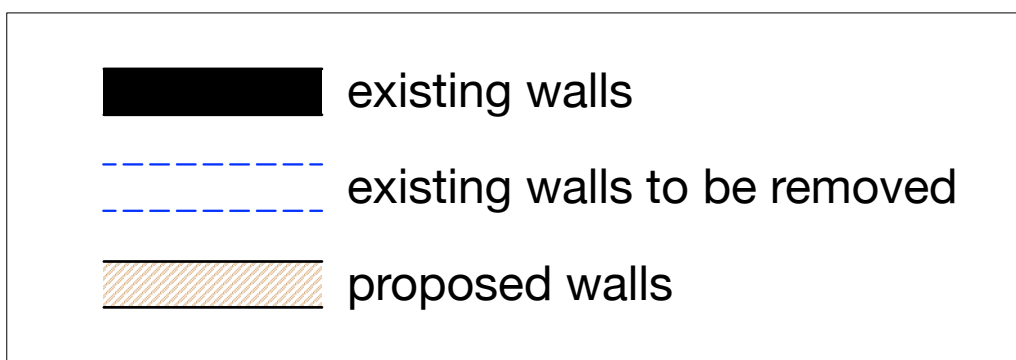 existing walls
existing walls to be removed
proposed walls